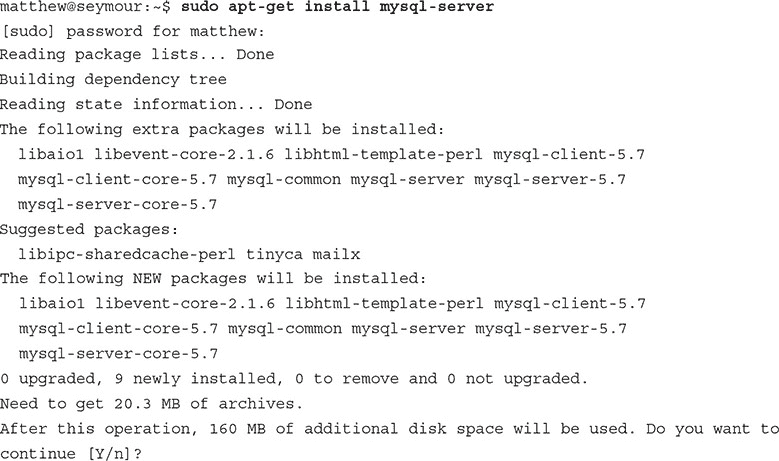 matthew@seymour:~$ sudo apt-get install mysql-server
[sudo] password for matthew:
Reading package lists... Done
Building dependency tree
Reading state information... Done
The following extra packages will be installed:
libaio1 libevent-core-2.1.6 libhtml-template-perl mysql-client-5.7
mysql-client-core-5.7 mysql-common mysql-server mysql-server-5.7
mysql-server-core-5.7
Suggested packages:
libipc-sharedcache-perl tinyca mailx
The following NEW packages will be installed:
libaio1 libevent-core-2.1.6 libhtml-template-perl mysql-client-5.7
mysql-client-core-5.7 mysql-common mysql-server mysql-server-5.7
mysql-server-core-5.7
0 upgraded, 9 newly installed, 0 to remove and 0 not upgraded.
Need to get 20.3 MB of archives.
After this operation, 160 MB of additional disk space will be used. Do you want to
continue [Y/n]?